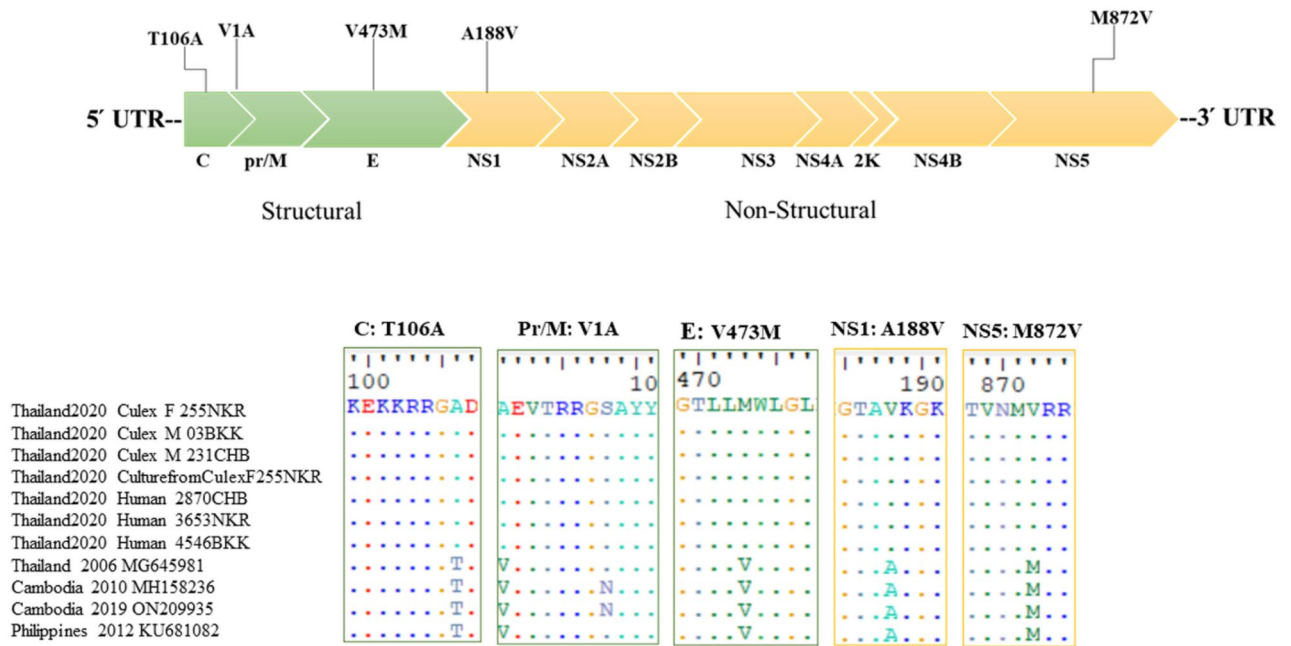 T106A V1A V473M A188V M872V
5′ UTR-- --3′ UTR
C pr/M E NS1 NS2A NS2B NS3 NS4A 2K NS4B NS5
Structural Non-Structural
C: T106A Pr/M: V1A E: V473M NS1: A188V NS5: M872V
100 10 470 190 870
Thailand2020 Culex F 255NKR KEKKRRGAD AEVTRRGSAYY GTLLMWLGL GTAVKGK TVNMVRR
Thailand2020 Culex M 03BKK ......... ........... ......... ....... .......
Thailand2020 Culex M 231CHB ......... ........... ......... ....... .......
Thailand2020 CulturefromCulexF255NKR ......... ........... ......... ....... .......
Thailand2020 Human 2870CHB ......... ........... ......... ....... .......
Thailand2020 Human 3653NKR ......... ........... ......... ....... .......
Thailand2020 Human 4546BKK ......... ........... ......... ....... .......
Thailand 2006 MG645981 .......T. V.......... ....V.... ...A... ....M..
Cambodia 2010 MH158236 .......T. V......N... ....V.... ...A... ....M..
Cambodia 2019 ON209935 .......T. V......N... ....V.... ...A... ....M..
Philippines 2012 KU681082 .......T. V.......... ....V.... ...A... ....M..